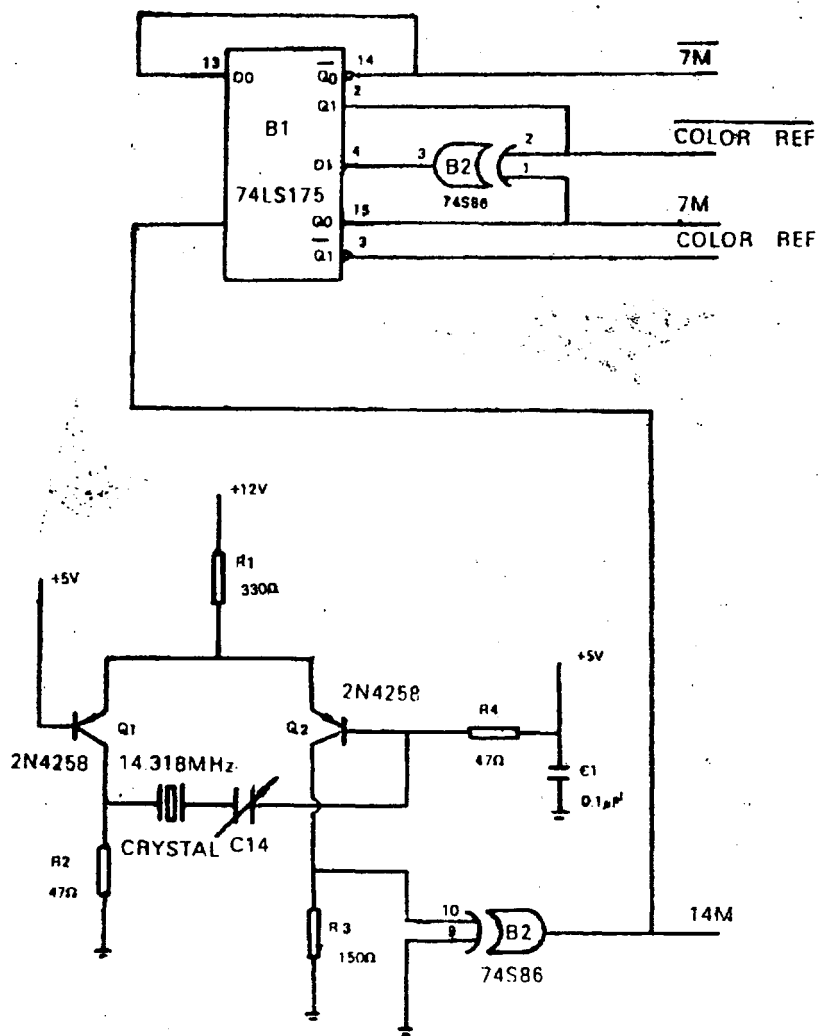 13
D0
Q0
14
7M
2
Q1
B1
2
COLOR REF
4
3
D1
B2
1
74LS175
74S86
15
Q0
7M
3
Q1
COLOR REF
+12V
R1
330Ω
+5V
+5V
2N4258
R4
Q1
Q2
2N4258
14.318MHz
47Ω
C1
0.1µF
CRYSTAL
C14
R2
47Ω
10
14M
9
B2
R3
150Ω
74S86